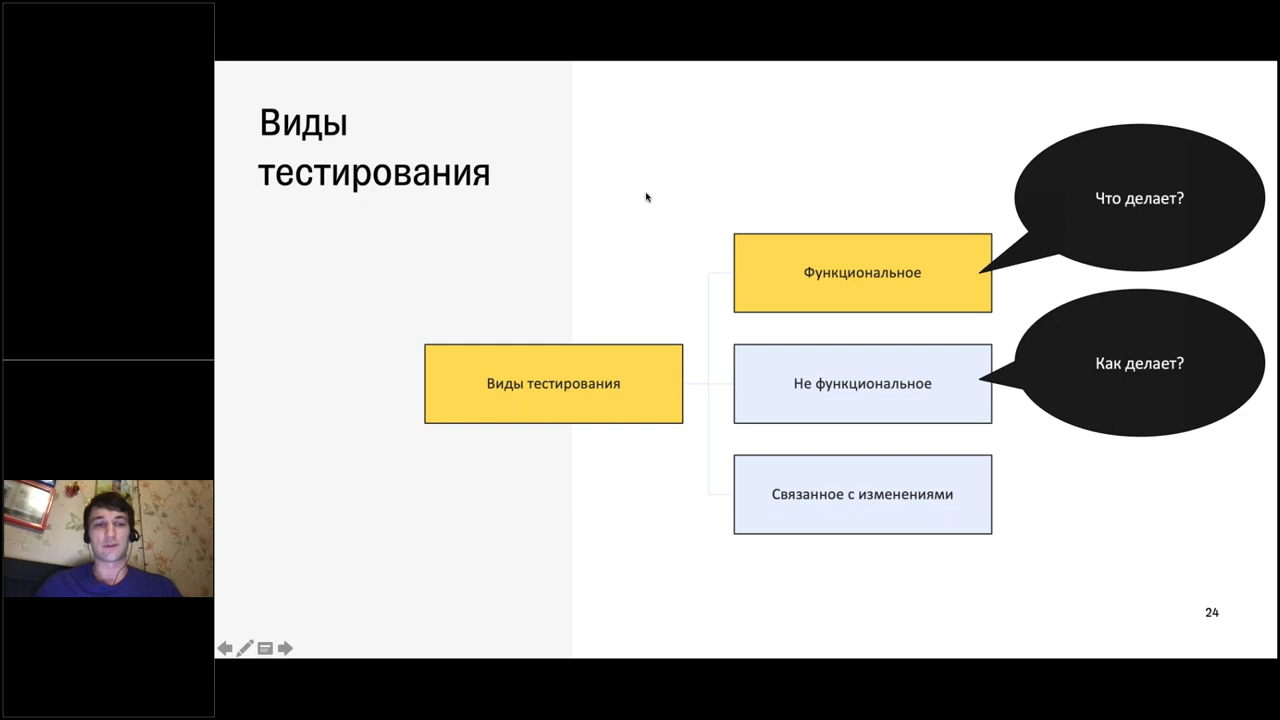 Виды
тестирования
Что делает?
Функциональное
Как делает?
Виды тестирования
Не функциональное
Связанное с изменениями
24